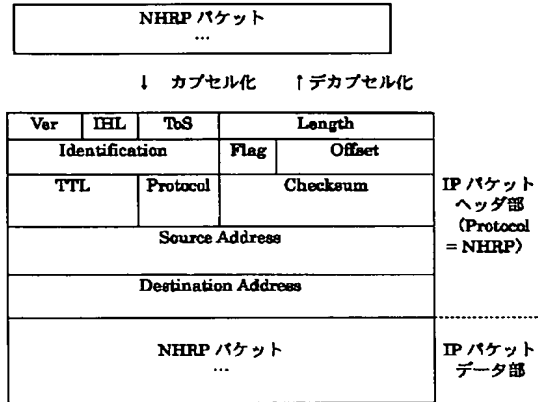 NHRP パケット
…
↓ カプセル化 ↑デカプセル化
Ver IHL ToS Length
Identification Flag Offset
TTL Protocol Checksum
Source Address
Destination Address
NHRP パケット
…
IP パケット
ヘッダ部
(Protocol
= NHRP)
IP パケット
データ部